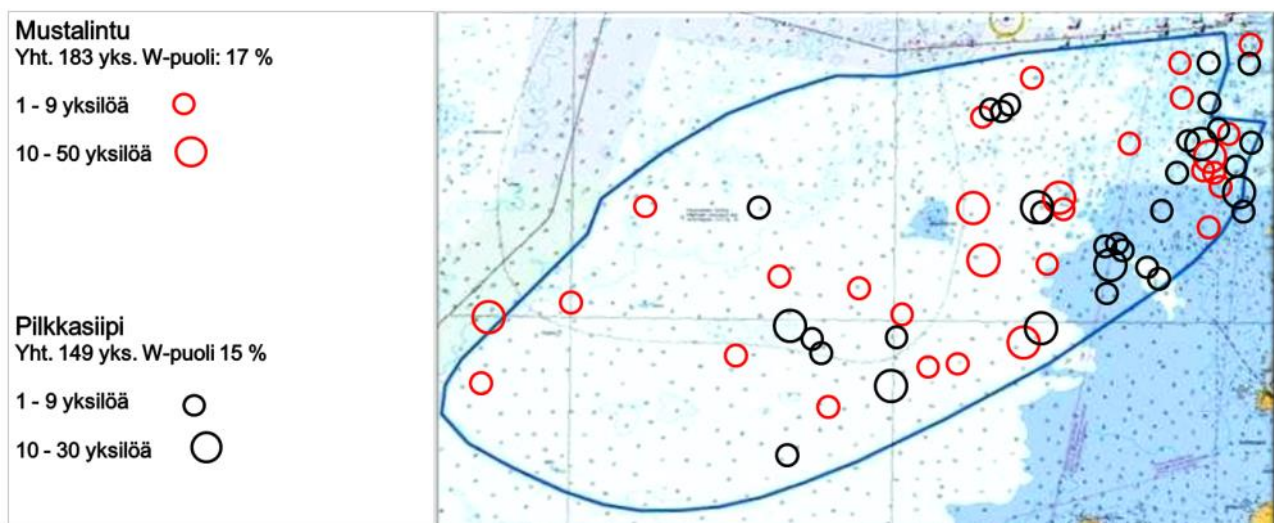 Mustalintu
Yht. 183 yks. W-puoli: 17 %
1 - 9 yksilöä
10 - 50 yksilöä
Pilkkasiipi
Yht. 149 yks. W-puoli 15 %
1 - 9 yksilöä
10 - 30 yksilöä